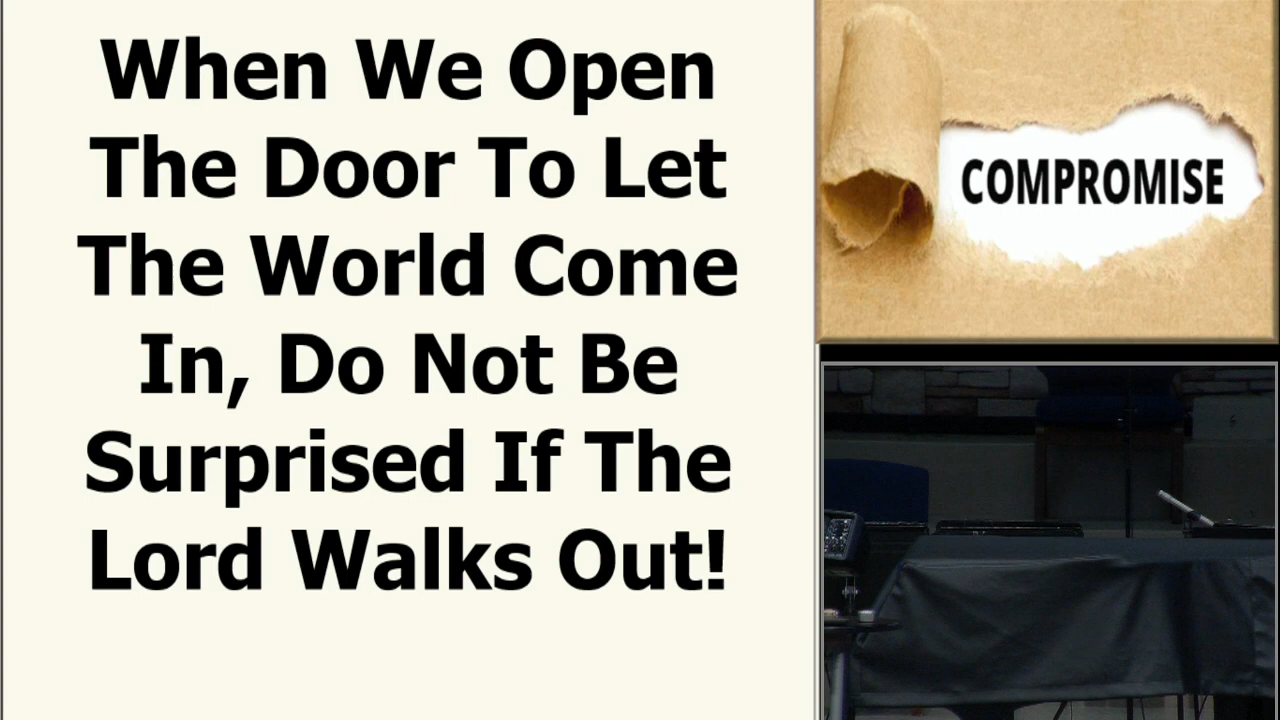 When We Open
The Door To Let
The World Come
In, Do Not Be
Surprised If The
Lord Walks Out!
COMPROMISE